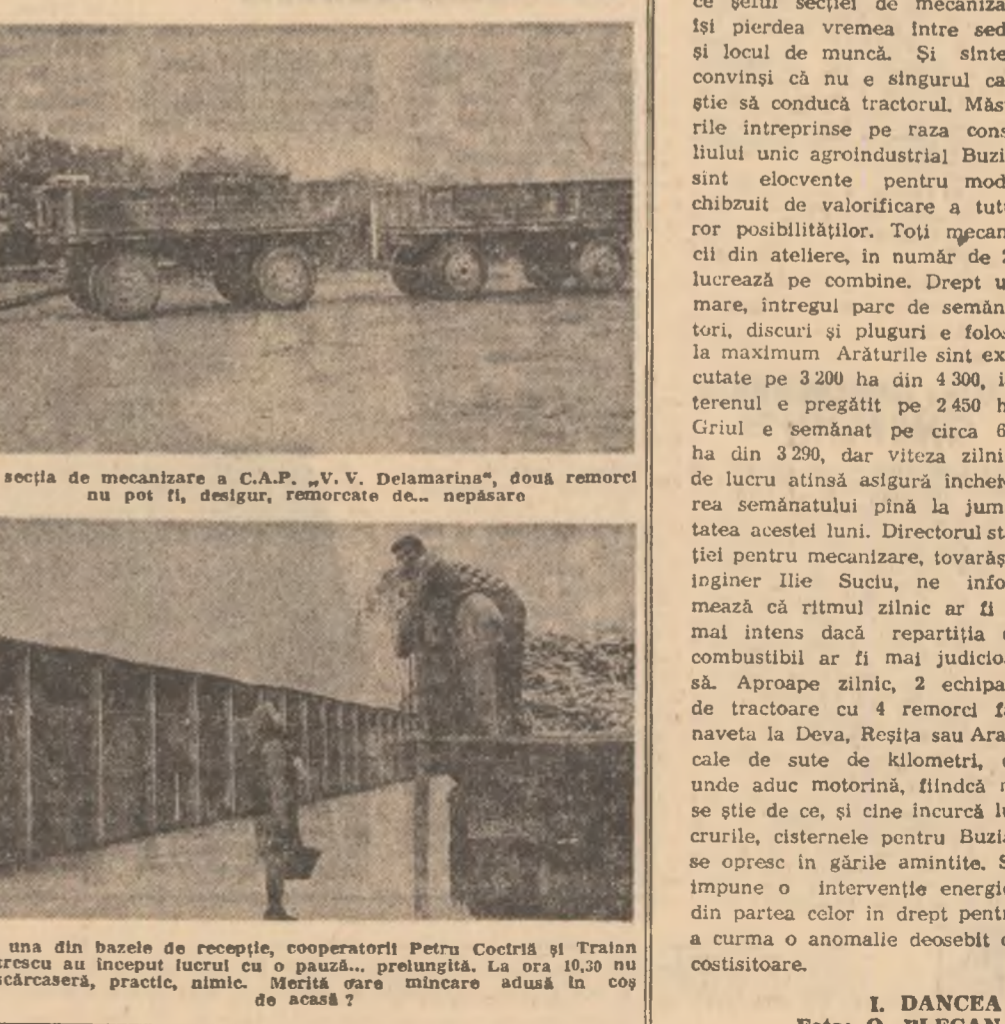 secția de mecanizare a C.A.P. „V. V. Delamarina“, două remorci
nu pot fi, desigur, remorcate de... nepăsare
una din bazele de recepție, cooperatorii Petru Cocîrlă și Traian
trescu au început lucrul cu o pauză... prelungită. La ora 10,30 nu
scărcaseră, practic, nimic. Merită oare mîncare adusă în coș
de acasă ?
ce șeful secției de mecaniza
își pierdea vremea între sed
și locul de muncă. Și sînte
convinși că nu e singurul ca
știe să conducă tractorul. Măs
rile întreprinse pe raza cons
liului unic agroindustrial Buzi
sînt elocvente pentru mod
chibzuit de valorificare a tut
ror posibilităților. Toți mecan
cii din ateliere, în număr de 2
lucrează pe combine. Drept u
mare, întregul parc de semăn
tori, discuri și pluguri e folo
la maximum Arăturile sînt ex
cutate pe 3 200 ha din 4 300, i
terenul e pregătit pe 2 450 h
Grîul e semănat pe circa 6
ha din 3 290, dar viteza zilni
de lucru atinsă asigură închei
rea semănatului pînă la jum
tatea acestei luni. Directorul st
ției pentru mecanizare, tovarăș
inginer Ilie Suciu, ne info
mează că ritmul zilnic ar fi
mai intens dacă repartiția
combustibil ar fi mai judicio
să. Aproape zilnic, 2 echipa
de tractoare cu 4 remorci f
naveta la Deva, Reșița sau Ara
cale de sute de kilometri,
unde aduc motorină, fiindcă
se știe de ce, și cine încurcă l
crurile, cisternele pentru Buzi
se opresc în gările amintite. S
impune o intervenție energi
din partea celor în drept pent
a curma o anomalie deosebit
costisitoare.
I. DANCEA
Foto: O. PLECAN